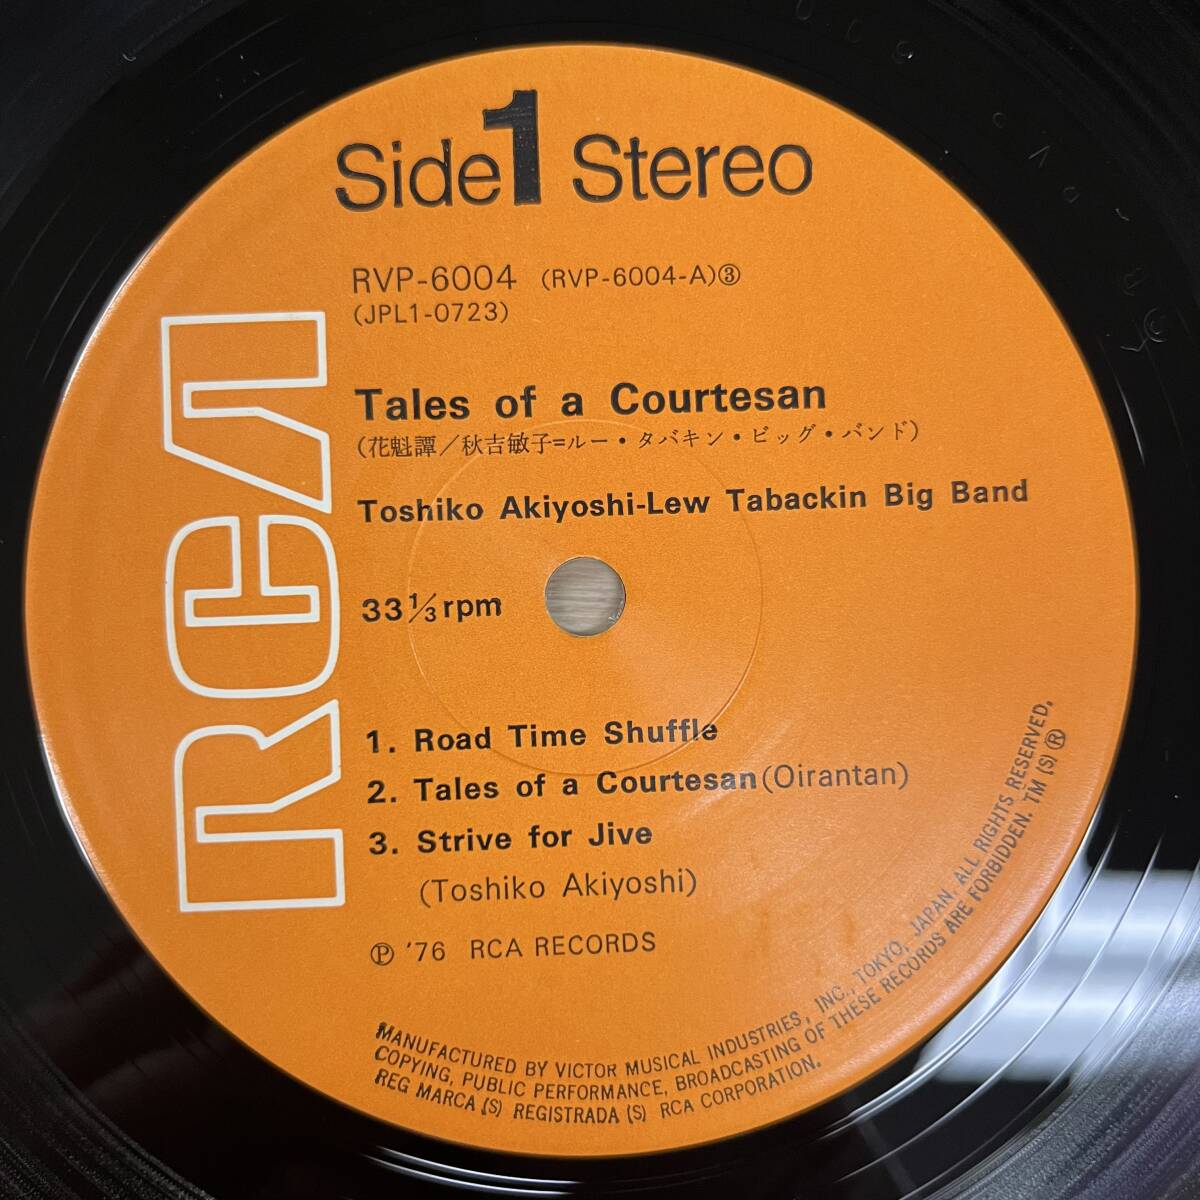 Side 1 Stereo
RVP-6004 (RVP-6004-A)③
(JPL1-0723)
RCA
Tales of a Courtesan
(花魁譚/秋吉敏子=ルー・タバキン・ビッグ・バンド)
Toshiko Akiyoshi-Lew Tabackin Big Band
33 1/3 rpm
1. Road Time Shuffle
2. Tales of a Courtesan (Oirantan)
3. Strive for Jive
(Toshiko Akiyoshi)
Ⓟ '76 RCA RECORDS
MANUFACTURED BY VICTOR MUSICAL INDUSTRIES, INC., TOKYO, JAPAN. ALL RIGHTS RESERVED.
COPYING, PUBLIC PERFORMANCE, BROADCASTING OF THESE RECORDS ARE FORBIDDEN. TM (S) Ⓡ
REG MARCA (S) REGISTRADA (S) RCA CORPORATION.